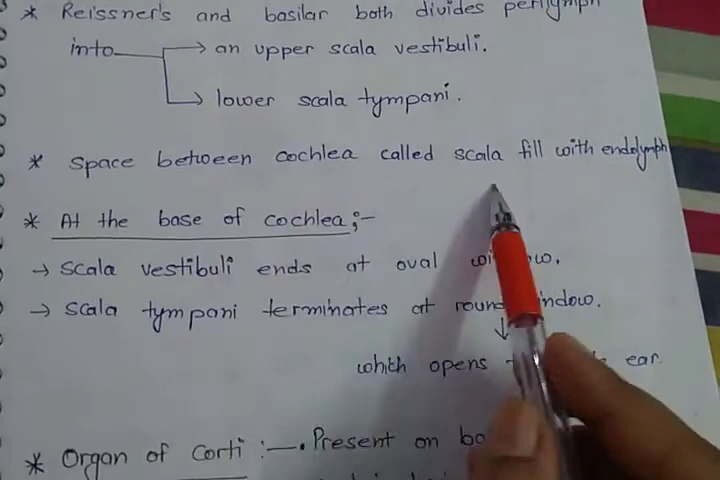 * Reissner's and basilar both divides perilymph
into → an upper scala vestibuli.
→ lower scala tympani.
* Space between cochlea called scala fill with endolymph
* At the base of cochlea;-
→ scala vestibuli ends at oval
→ scala tympani terminates at round window.
which opens ear.
* Organ of corti :- • Present on